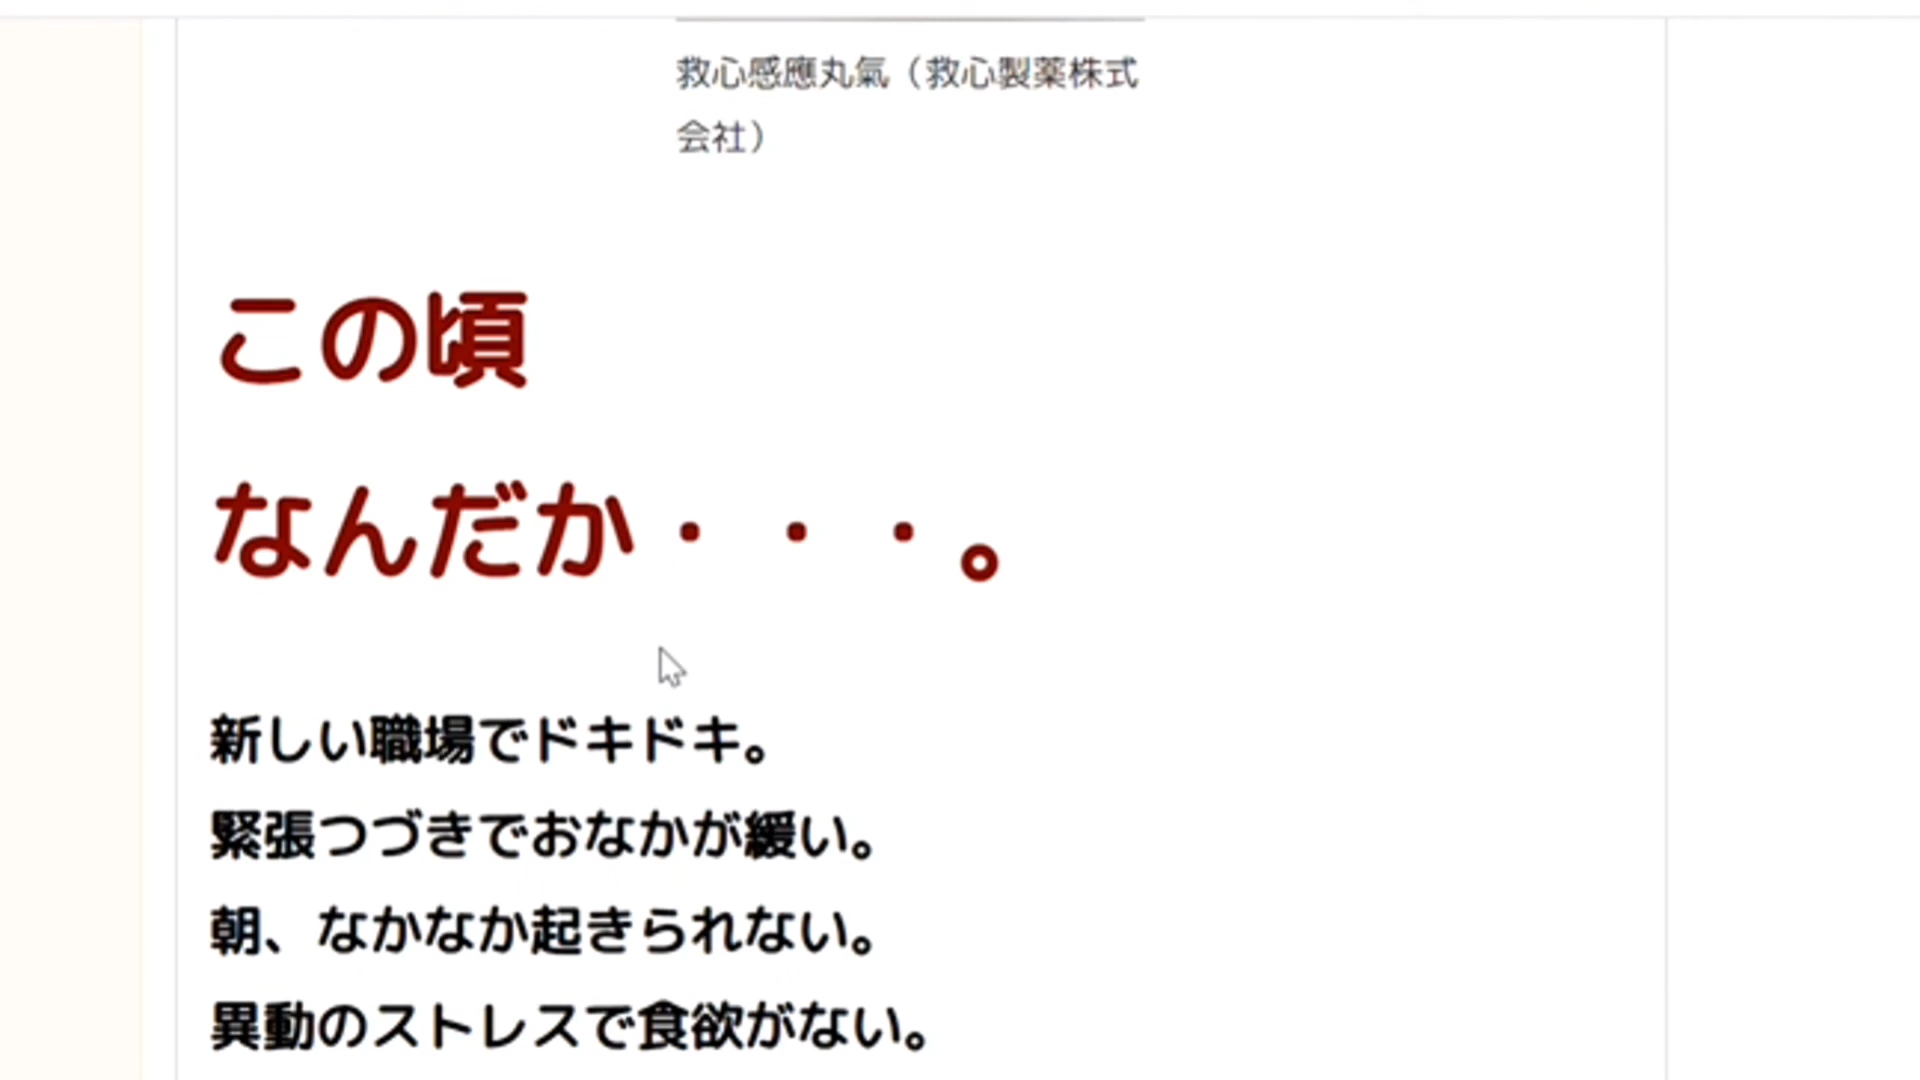 救心感應丸氣（救心製薬株式
会社）
この頃
なんだか・・・。
新しい職場でドキドキ。
緊張つづきでおなかが緩い。
朝、なかなか起きられない。
異動のストレスで食欲がない。